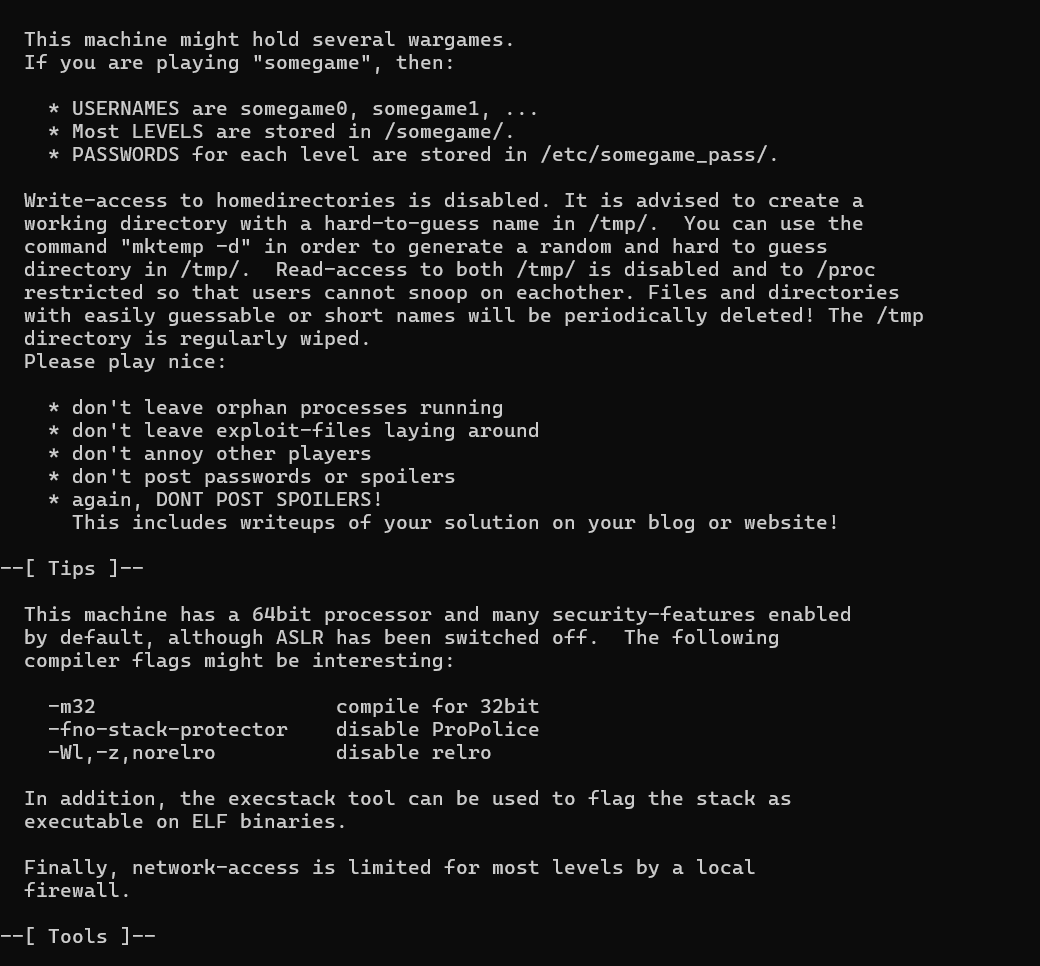 This machine might hold several wargames.
If you are playing "somegame", then:
* USERNAMES are somegame0, somegame1, ...
* Most LEVELS are stored in /somegame/.
* PASSWORDS for each level are stored in /etc/somegame_pass/.
Write-access to homedirectories is disabled. It is advised to create a
working directory with a hard-to-guess name in /tmp/.  You can use the
command "mktemp -d" in order to generate a random and hard to guess
directory in /tmp/.  Read-access to both /tmp/ is disabled and to /proc
restricted so that users cannot snoop on eachother. Files and directories
with easily guessable or short names will be periodically deleted! The /tmp
directory is regularly wiped.
Please play nice:
* don't leave orphan processes running
* don't leave exploit-files laying around
* don't annoy other players
* don't post passwords or spoilers
* again, DONT POST SPOILERS!
This includes writeups of your solution on your blog or website!
--[ Tips ]--
This machine has a 64bit processor and many security-features enabled
by default, although ASLR has been switched off.  The following
compiler flags might be interesting:
-m32                    compile for 32bit
-fno-stack-protector    disable ProPolice
-Wl,-z,norelro          disable relro
In addition, the execstack tool can be used to flag the stack as
executable on ELF binaries.
Finally, network-access is limited for most levels by a local
firewall.
--[ Tools ]--